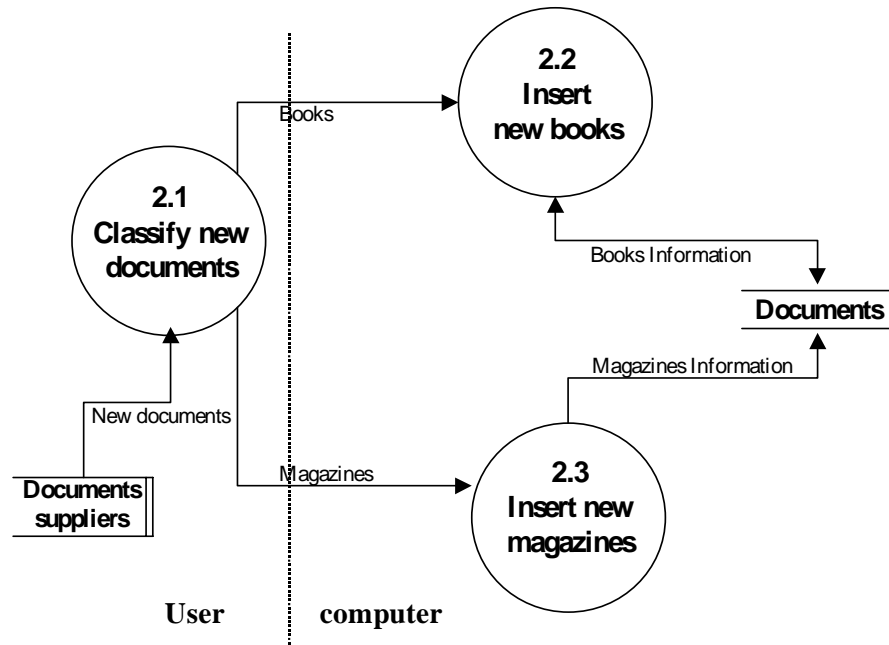 2.2
Insert
new books
Books
2.1
Classify new
documents
Books Information
Documents
Magazines Information
New documents
Magazines
2.3
Insert new
magazines
Documents
suppliers
User
computer